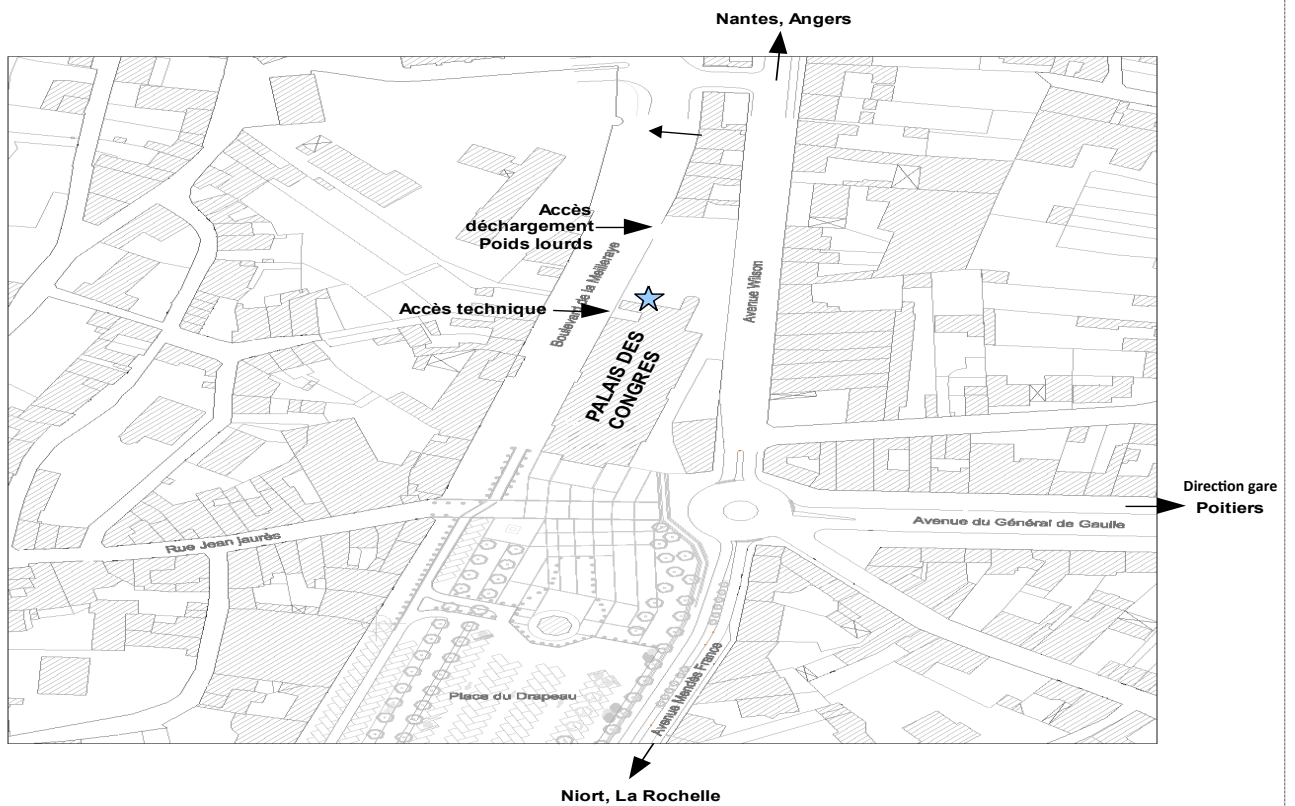 Nantes, Angers
Accès
déchargement
Poids lourds
Boulevard de la Meilleraye
Avenue Wilson
Accès technique
PALAIS DES
CONGRES
Direction gare
Poitiers
Avenue du Général de Gaulle
Rue Jean jaurès
Place du Drapeau
Avenue Mendès France
Niort, La Rochelle